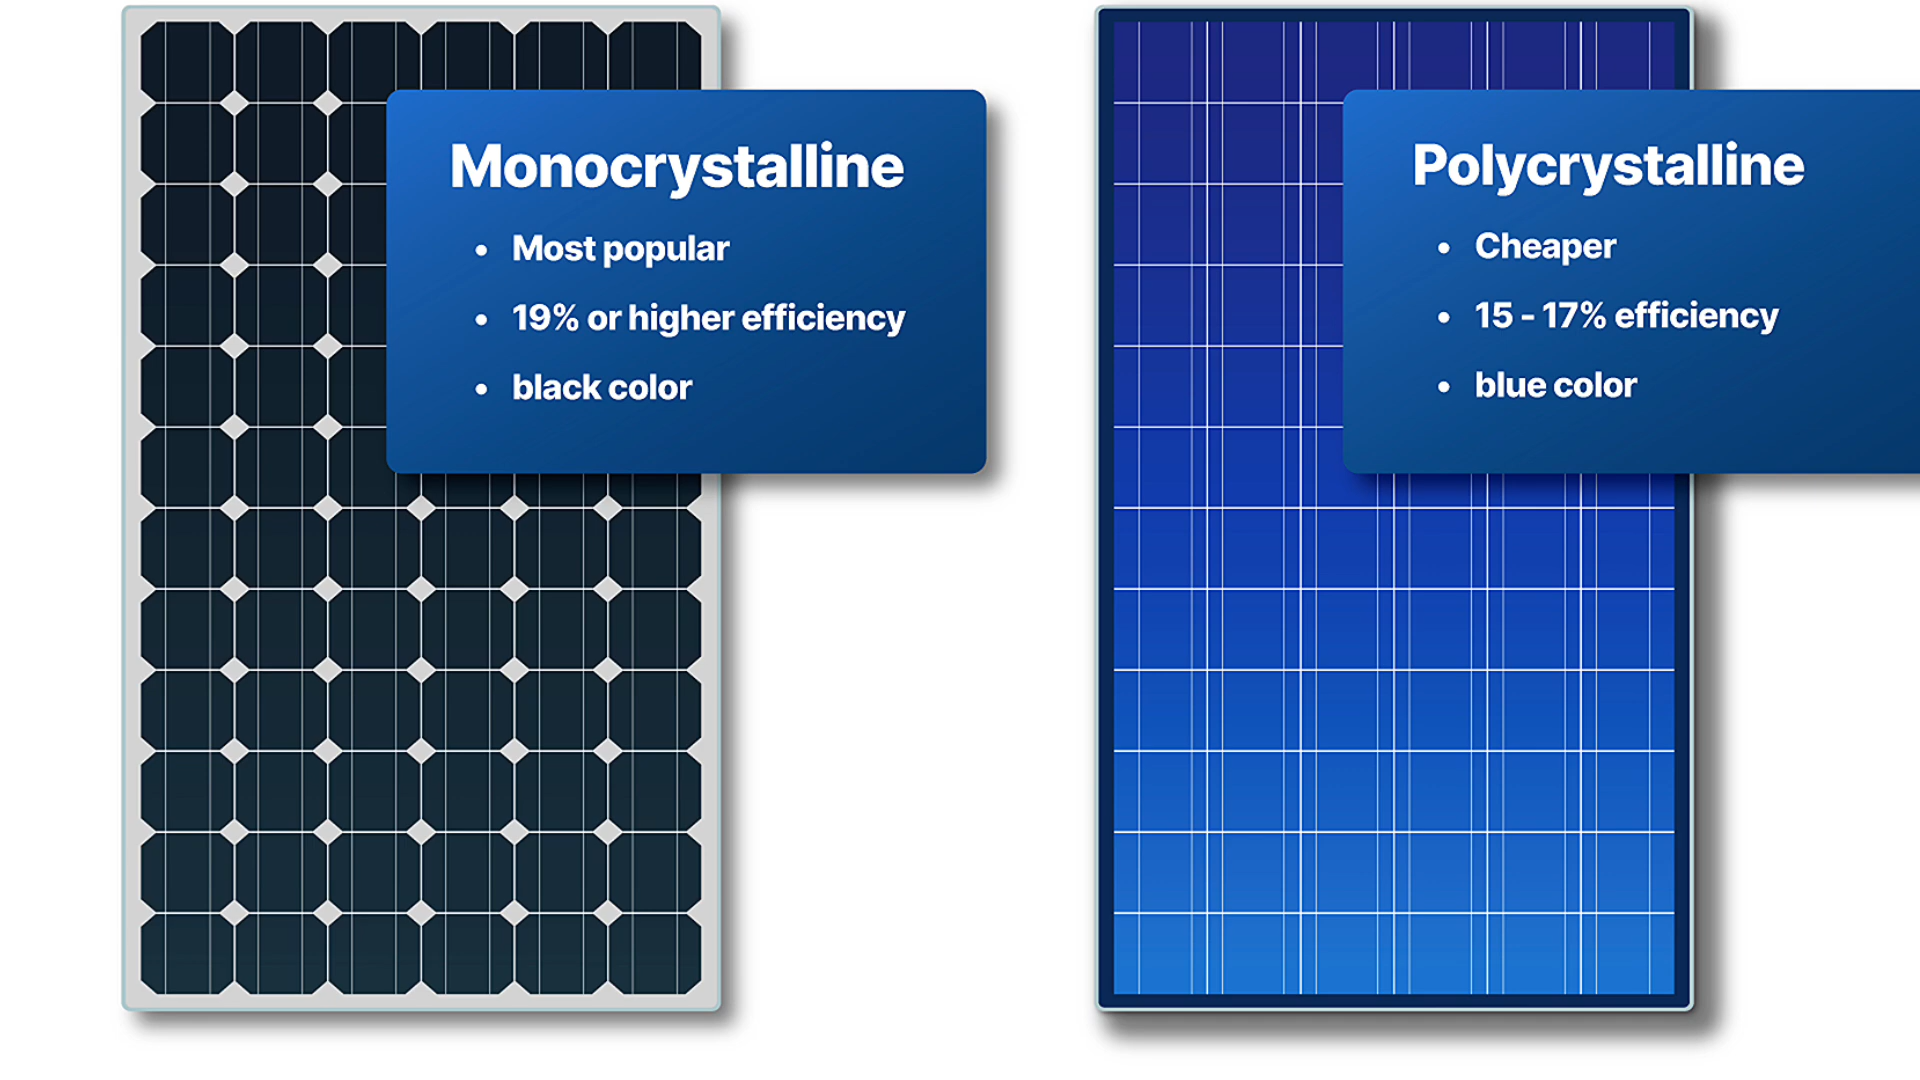 Monocrystalline
• Most popular
• 19% or higher efficiency
• black color
Polycrystalline
• Cheaper
• 15 - 17% efficiency
• blue color